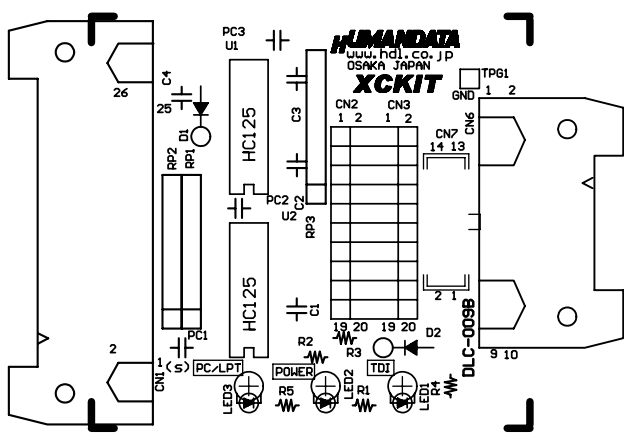 PC3
U1
HUMANDATA
www.hdl.co.jp
OSAKA JAPAN
XCKIT
TPG1
GND
1 2
26
C4
25
D1
HC125
C3
CN2 CN3
1 2 1 2
CN6
CN7
14 13
RP2
RP1
PC2
U2
C2
RP3
HC125
C1
2 1
DLC-009B
19 20 19 20
D2
PC1
2
1
(S)
CN1
PC/LPT
R2
R3
POWER
TDI
9 10
LED3
R5
LED2
R1
LED1
R4